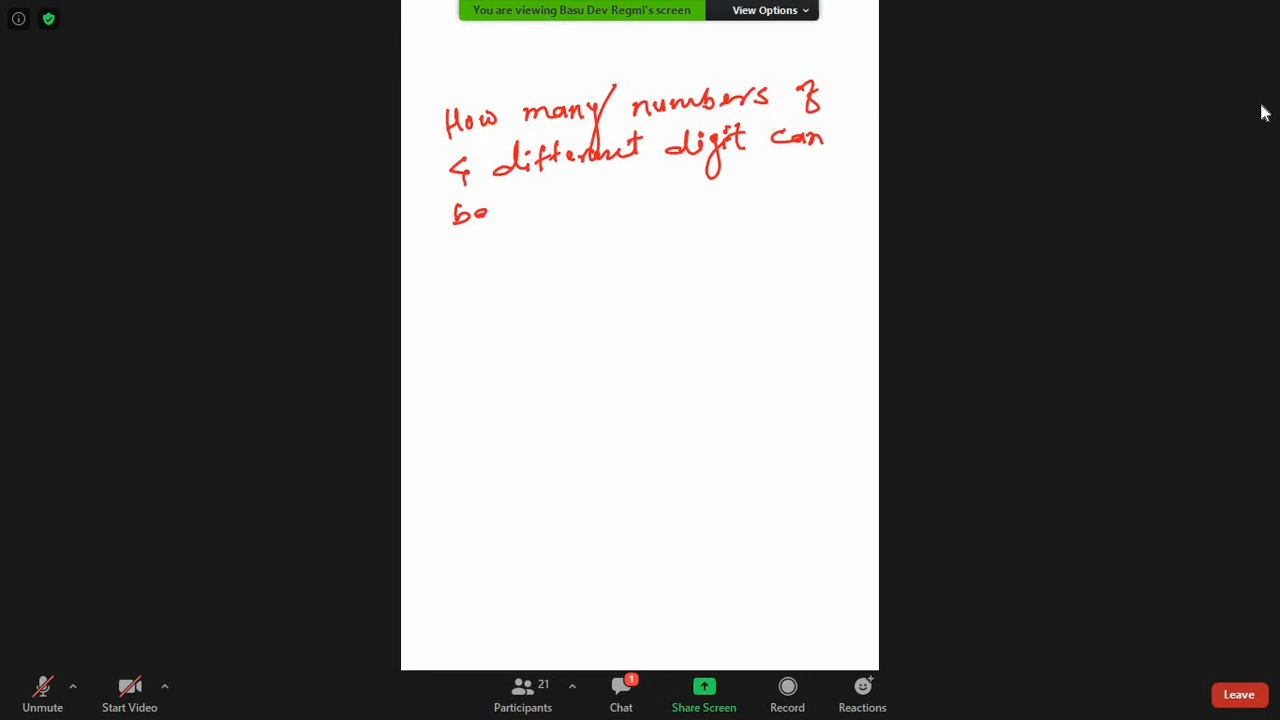 You are viewing Basu Dev Regmi's screen View Options
How many numbers of
4 different digit can
be
21
1
Unmute Start Video Participants Chat Share Screen Record Reactions Leave